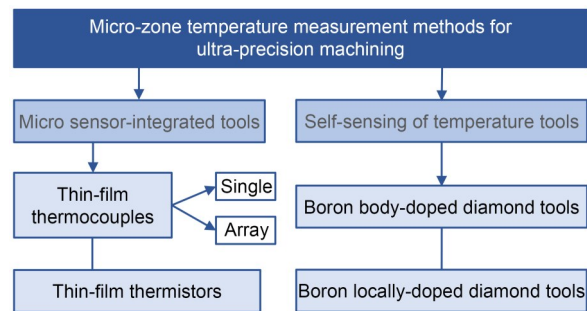 Micro-zone temperature measurement methods for
ultra-precision machining
Micro sensor-integrated tools
Self-sensing of temperature tools
Thin-film
thermocouples
Single
Array
Boron body-doped diamond tools
Thin-film thermistors
Boron locally-doped diamond tools